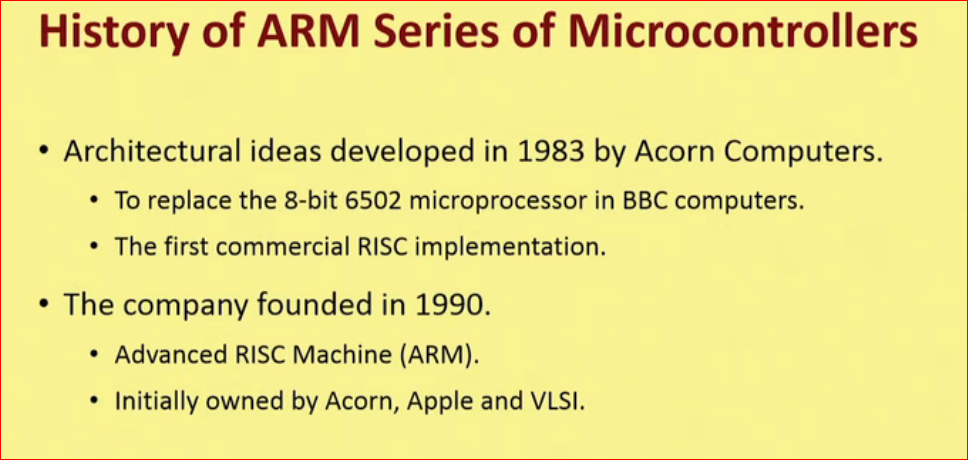 History of ARM Series of Microcontrollers
• Architectural ideas developed in 1983 by Acorn Computers.
• To replace the 8-bit 6502 microprocessor in BBC computers.
• The first commercial RISC implementation.
• The company founded in 1990.
• Advanced RISC Machine (ARM).
• Initially owned by Acorn, Apple and VLSI.